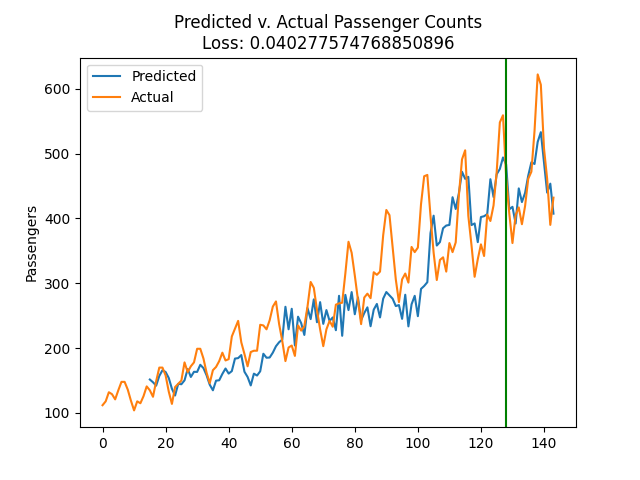 Predicted v. Actual Passenger Counts
Loss: 0.040277574768850896
Predicted
Actual
Passengers
600
500
400
300
200
100
0 20 40 60 80 100 120 140